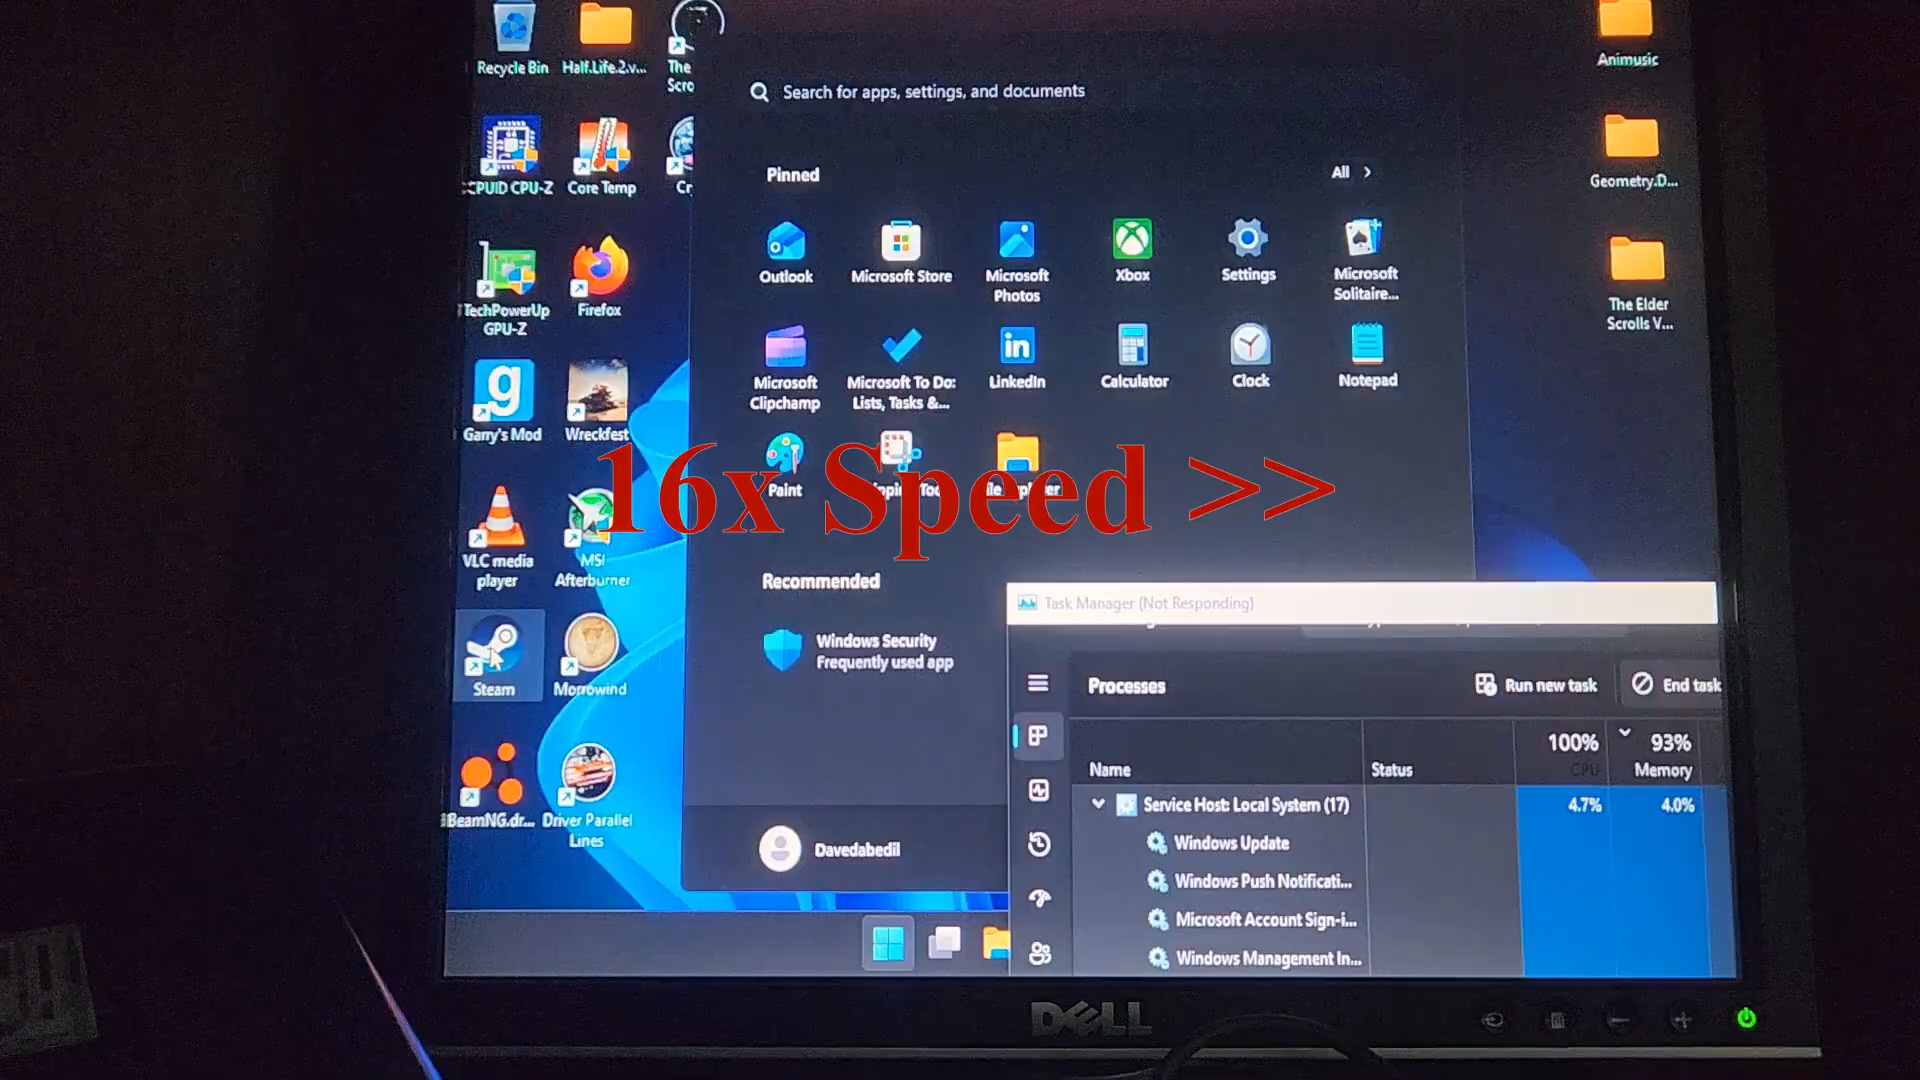 Recycle Bin
Half.Life.2.v...
The
Scro
CPUID CPU-Z
Core Temp
Cr
TechPowerUp
GPU-Z
Firefox
Garry's Mod
Wreckfest
VLC media
player
MSI
Afterburner
Steam
Morrowind
BeamNG.dr...
Driver Parallel
Lines
Search for apps, settings, and documents
Pinned
All >
Outlook
Microsoft Store
Microsoft
Photos
Xbox
Settings
Microsoft
Solitaire...
Microsoft
Clipchamp
Microsoft To Do:
Lists, Tasks &...
LinkedIn
Calculator
Clock
Notepad
Paint
16x Speed >>
Recommended
Windows Security
Frequently used app
Davedabedil
Animusic
Geometry.D...
The Elder
Scrolls V...
Task Manager (Not Responding)
Processes
Run new task
End task
Name
Status
100%
CPU
93%
Memory
Service Host: Local System (17)
4.7%
4.0%
Windows Update
Windows Push Notificati...
Microsoft Account Sign-i...
Windows Management In...
DELL